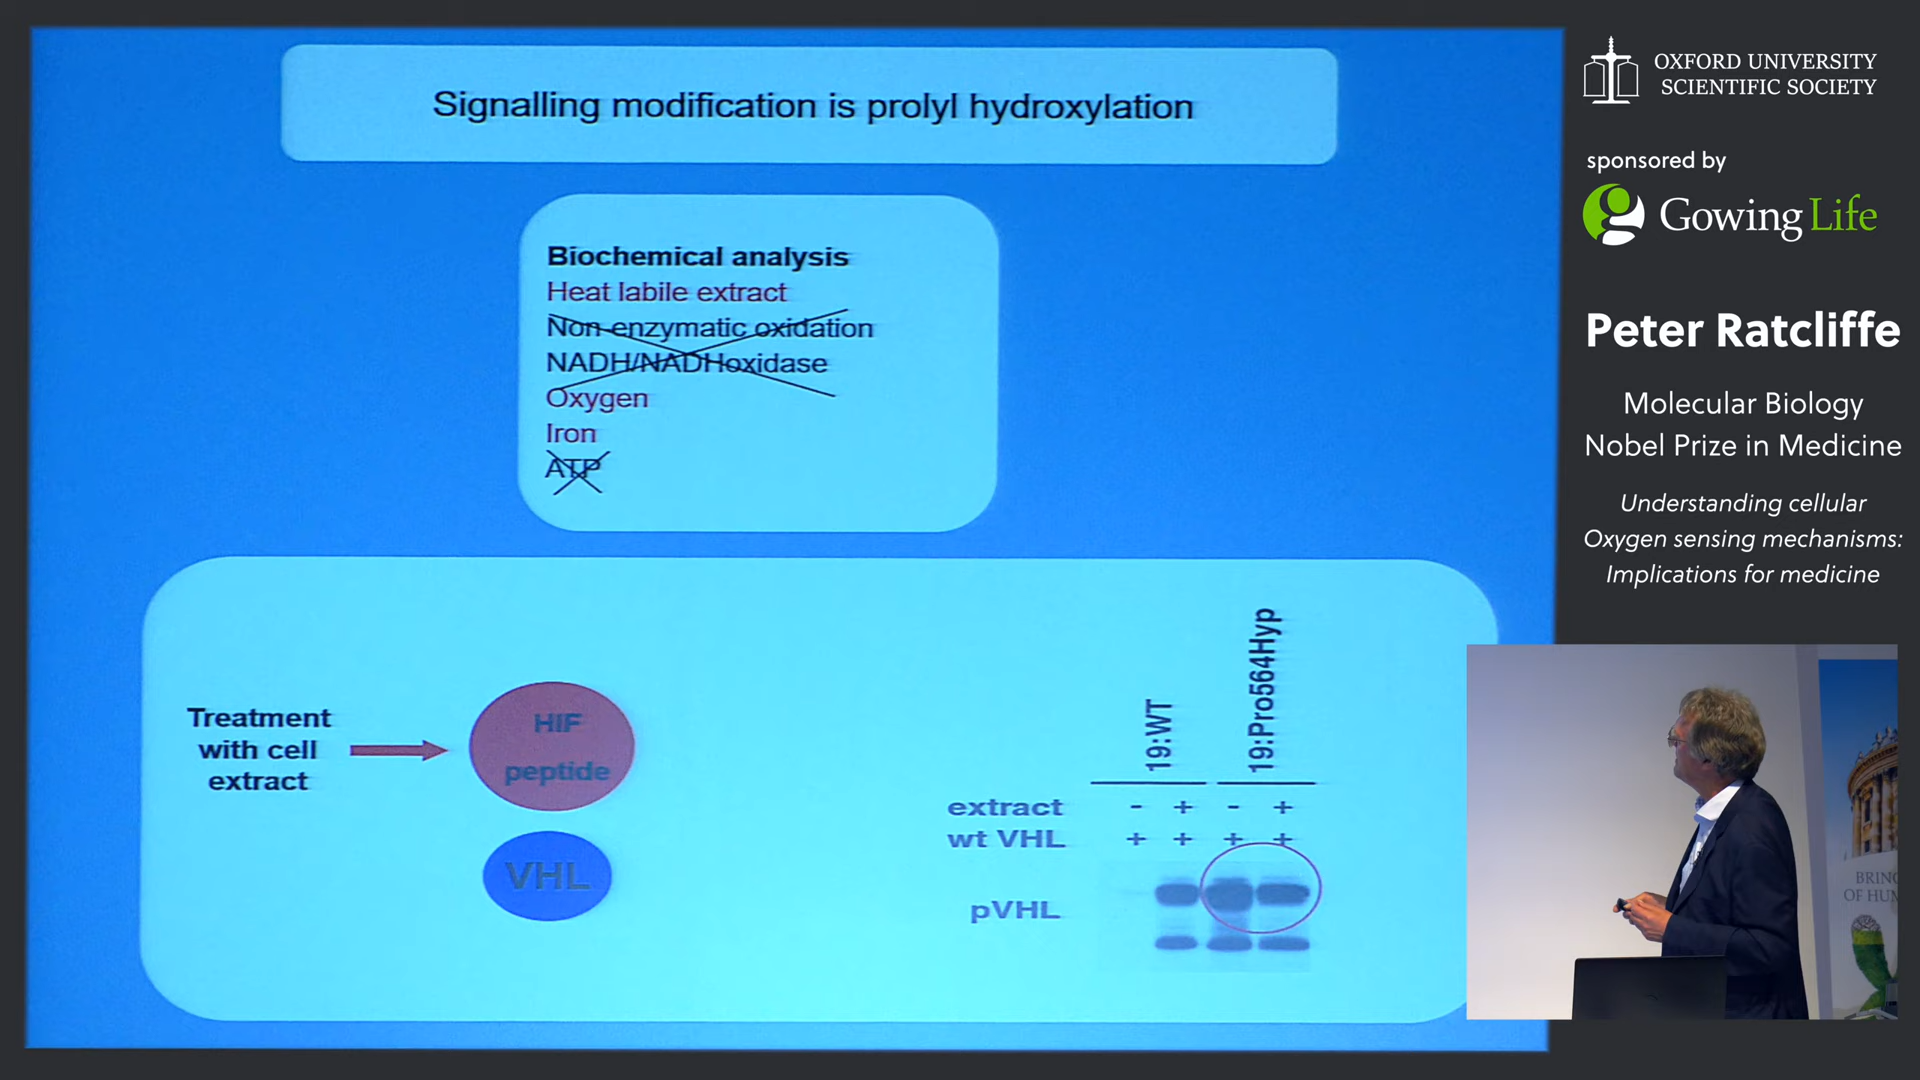 Signalling modification is prolyl hydroxylation
Biochemical analysis
Heat labile extract
Non enzymatic oxidation
NADH/NADHoxidase
Oxygen
Iron
ATP
Treatment
with cell
extract
HIF
peptide
VHL
19:WT
19:Pro564Hyp
extract - + - +
wt VHL + + + +
pVHL
OXFORD UNIVERSITY
SCIENTIFIC SOCIETY
sponsored by
Gowing Life
Peter Ratcliffe
Molecular Biology
Nobel Prize in Medicine
Understanding cellular
Oxygen sensing mechanisms:
Implications for medicine